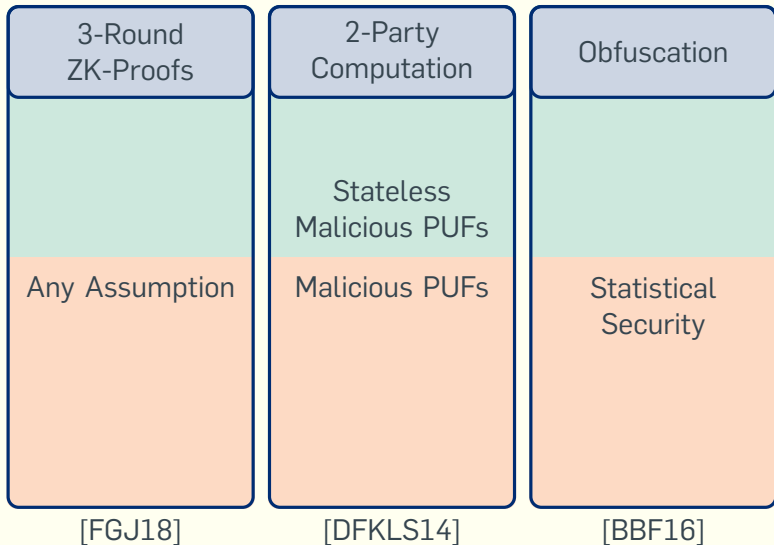 3-Round
ZK-Proofs
2-Party
Computation
Obfuscation
Stateless
Malicious PUFs
Any Assumption
Malicious PUFs
Statistical
Security
[FGJ18]
[DFKLS14]
[BBF16]